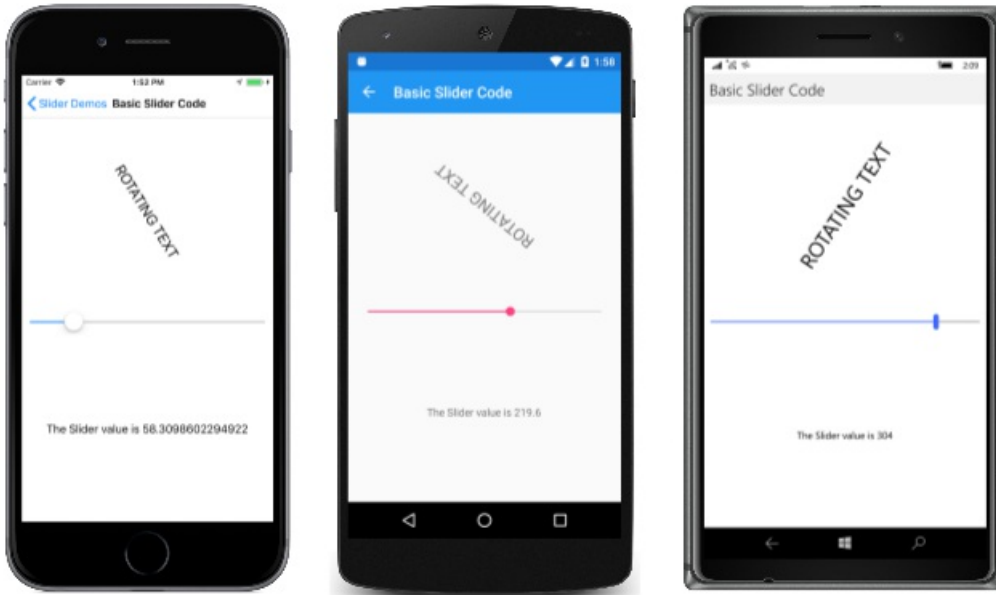 Carrier 1:53 PM
Slider Demos Basic Slider Code
ROTATING TEXT
The Slider value is 58.3098602294922
1:58
Basic Slider Code
ROTATING TEXT
The Slider value is 219.6
2:09
Basic Slider Code
ROTATING TEXT
The Slider value is 304